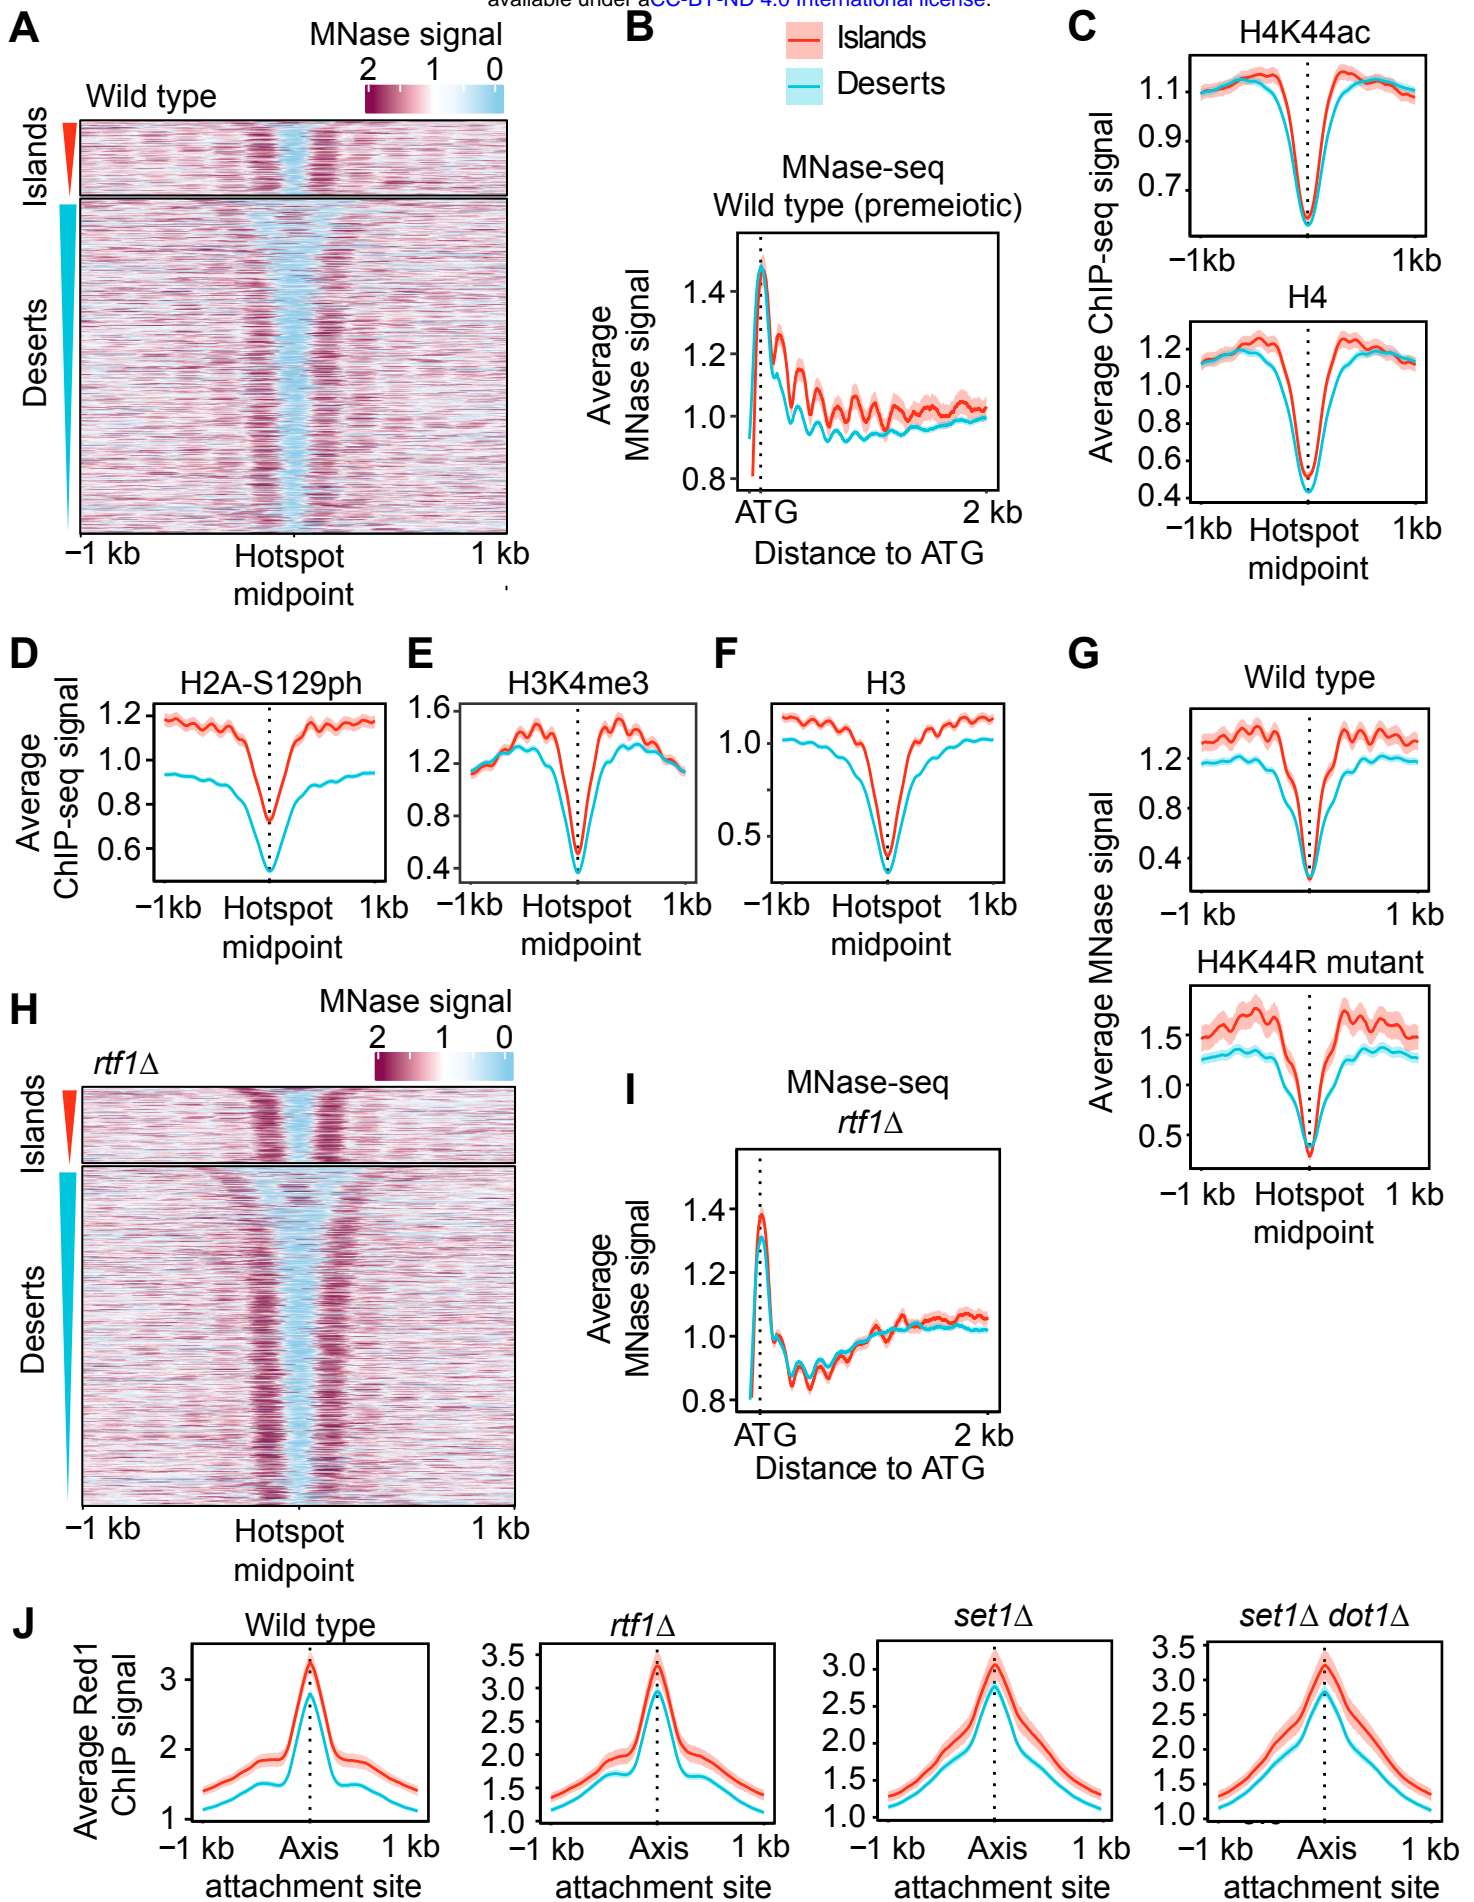 available under aCC-BY-ND 4.0 International license.
A
MNase signal
2 1 0
Wild type
Islands
Deserts
−1 kb
Hotspot
midpoint
1 kb
B
Islands
Deserts
MNase-seq
Wild type (premeiotic)
Average
MNase signal
1.4
1.2
1.0
0.8
ATG
2 kb
Distance to ATG
C
H4K44ac
Average ChIP-seq signal
1.1
0.9
0.7
−1kb
1kb
H4
1.2
1.0
0.8
0.6
0.4
−1kb
Hotspot
midpoint
1kb
D
H2A-S129ph
Average
ChIP-seq signal
1.2
1.0
0.8
0.6
−1kb
Hotspot
midpoint
1kb
E
H3K4me3
1.6
1.2
0.8
0.4
−1kb
Hotspot
midpoint
1kb
F
H3
1.0
0.5
−1kb
Hotspot
midpoint
1kb
G
Wild type
Average MNase signal
1.2
0.8
0.4
−1 kb
1 kb
H4K44R mutant
1.5
1.0
0.5
−1 kb
Hotspot
midpoint
1 kb
H
MNase signal
2 1 0
rtf1Δ
Islands
Deserts
−1 kb
Hotspot
midpoint
1 kb
I
MNase-seq
rtf1Δ
Average
MNase signal
1.4
1.2
1.0
0.8
ATG
2 kb
Distance to ATG
J
Average Red1
ChIP signal
Wild type
3
2
1
−1 kb
Axis
attachment site
1 kb
rtf1Δ
3.5
3.0
2.5
2.0
1.5
1.0
−1 kb
Axis
attachment site
1 kb
set1Δ
3.0
2.5
2.0
1.5
1.0
−1 kb
Axis
attachment site
1 kb
set1Δ dot1Δ
3.5
3.0
2.5
2.0
1.5
1.0
−1 kb
Axis
attachment site
1 kb